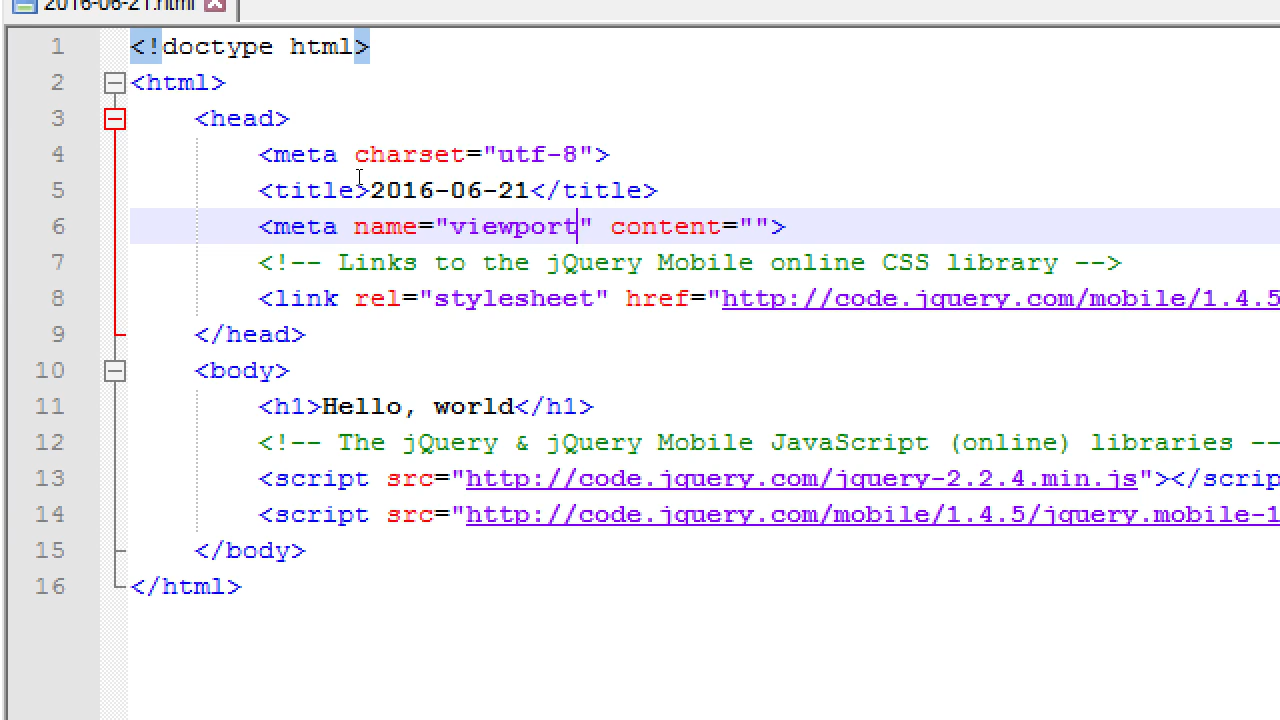 2016-06-21.html
1 <!doctype html>
2 <html>
3 <head>
4 <meta charset="utf-8">
5 <title>2016-06-21</title>
6 <meta name="viewport" content="">
7 <!-- Links to the jQuery Mobile online CSS library -->
8 <link rel="stylesheet" href="http://code.jquery.com/mobile/1.4.5
9 </head>
10 <body>
11 <h1>Hello, world</h1>
12 <!-- The jQuery & jQuery Mobile JavaScript (online) libraries --
13 <script src="http://code.jquery.com/jquery-2.2.4.min.js"></scrip
14 <script src="http://code.jquery.com/mobile/1.4.5/jquery.mobile-1
15 </body>
16 </html>